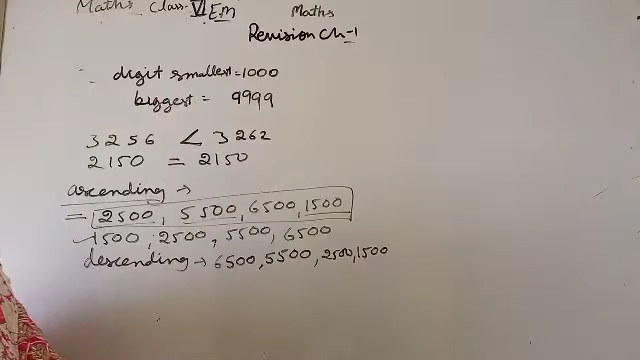 Maths Class-VI EM Maths
Revision Ch-1
digit smallest = 1000
biggest = 9999
3256 < 3262
2150 = 2150
ascending →
= 2500, 5500, 6500, 1500
1500, 2500, 5500, 6500
descending → 6500, 5500, 2500, 1500